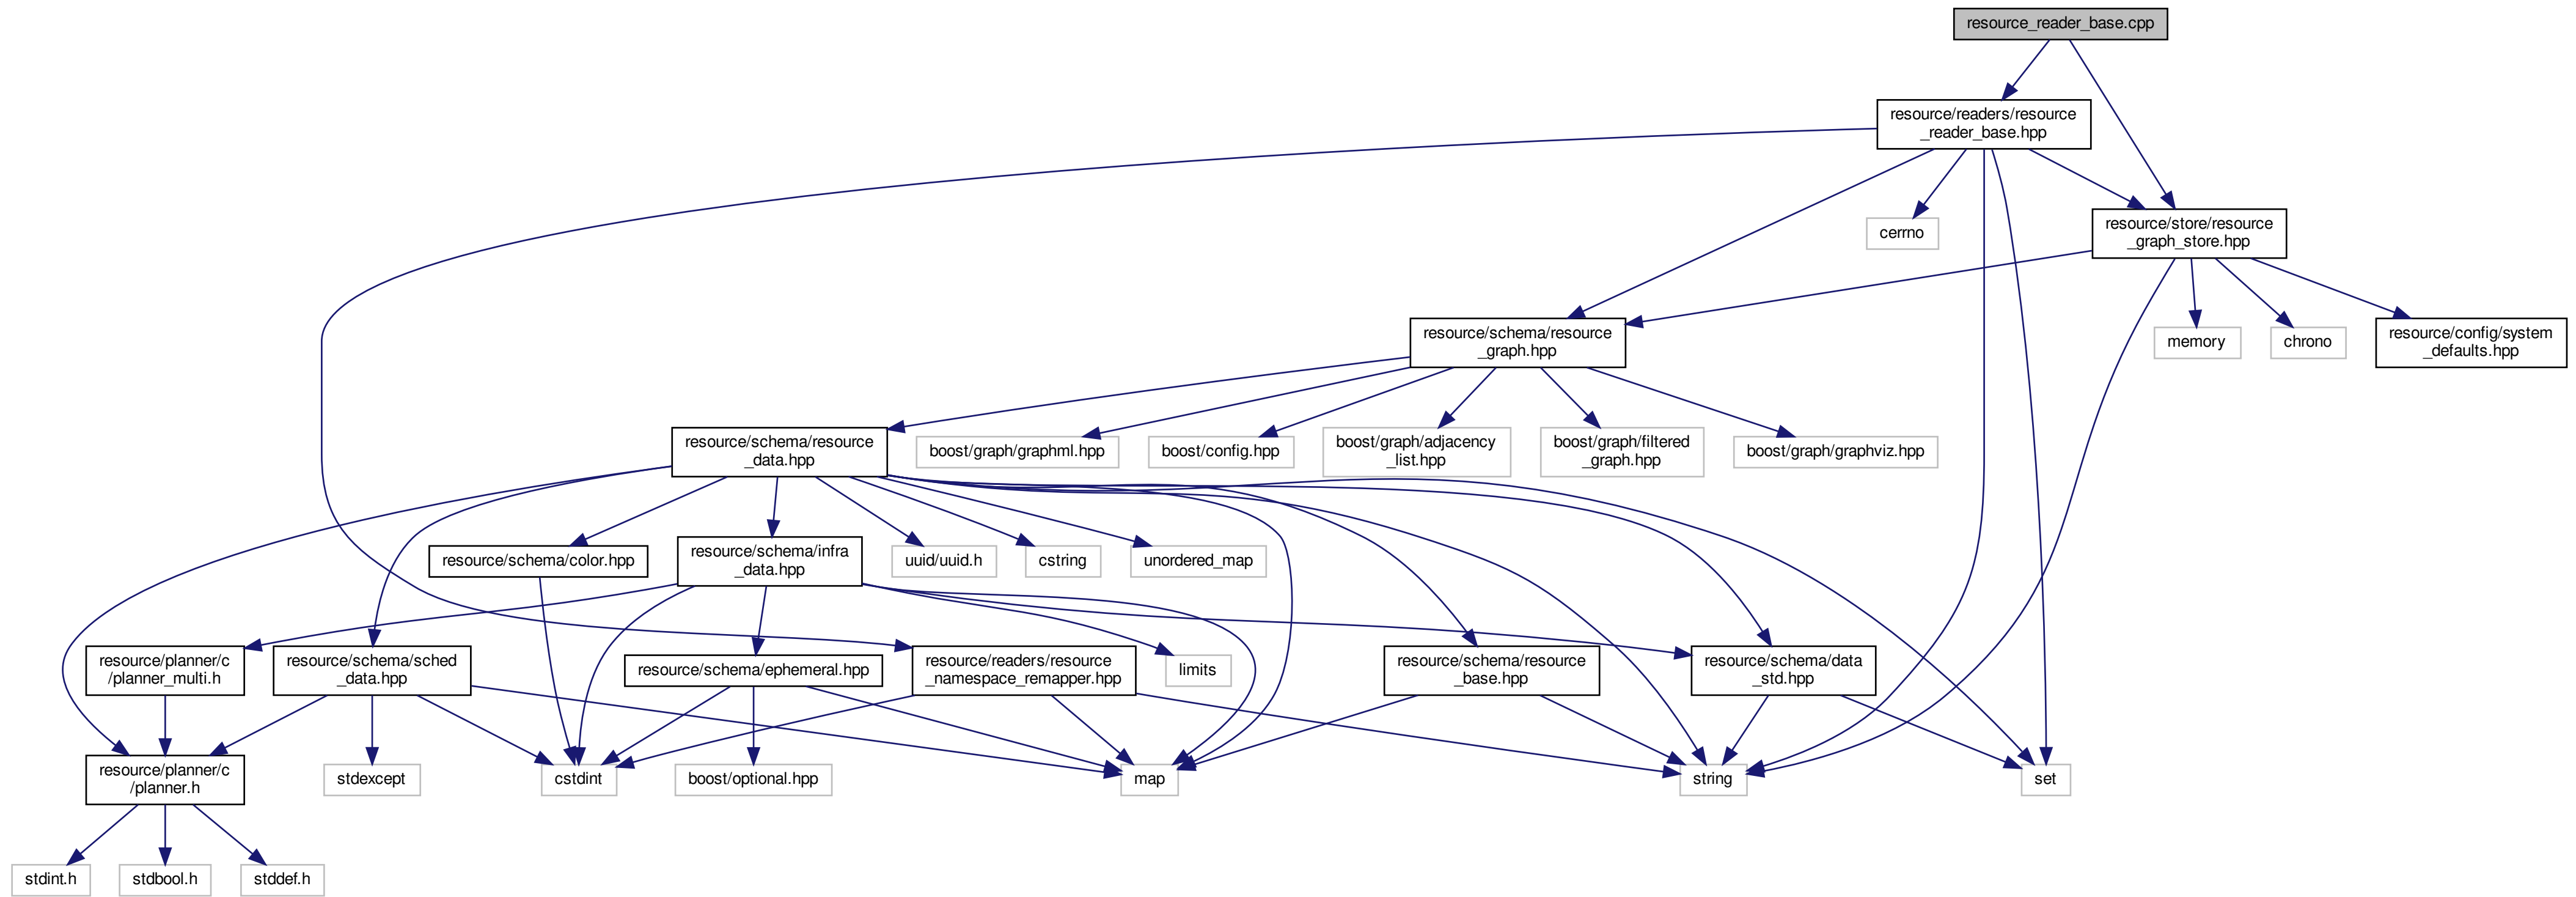 resource_reader_base.cpp
resource/readers/resource
_reader_base.hpp
cerrno
resource/store/resource
_graph_store.hpp
resource/schema/resource
_graph.hpp
memory
chrono
resource/config/system
_defaults.hpp
resource/schema/resource
_data.hpp
boost/graph/graphml.hpp
boost/config.hpp
boost/graph/adjacency
_list.hpp
boost/graph/filtered
_graph.hpp
boost/graph/graphviz.hpp
resource/schema/color.hpp
resource/schema/infra
_data.hpp
uuid/uuid.h
cstring
unordered_map
resource/planner/c
/planner_multi.h
resource/schema/sched
_data.hpp
resource/schema/ephemeral.hpp
resource/readers/resource
_namespace_remapper.hpp
limits
resource/schema/resource
_base.hpp
resource/schema/data
_std.hpp
resource/planner/c
/planner.h
stdexcept
cstdint
boost/optional.hpp
map
string
set
stdint.h
stdbool.h
stddef.h